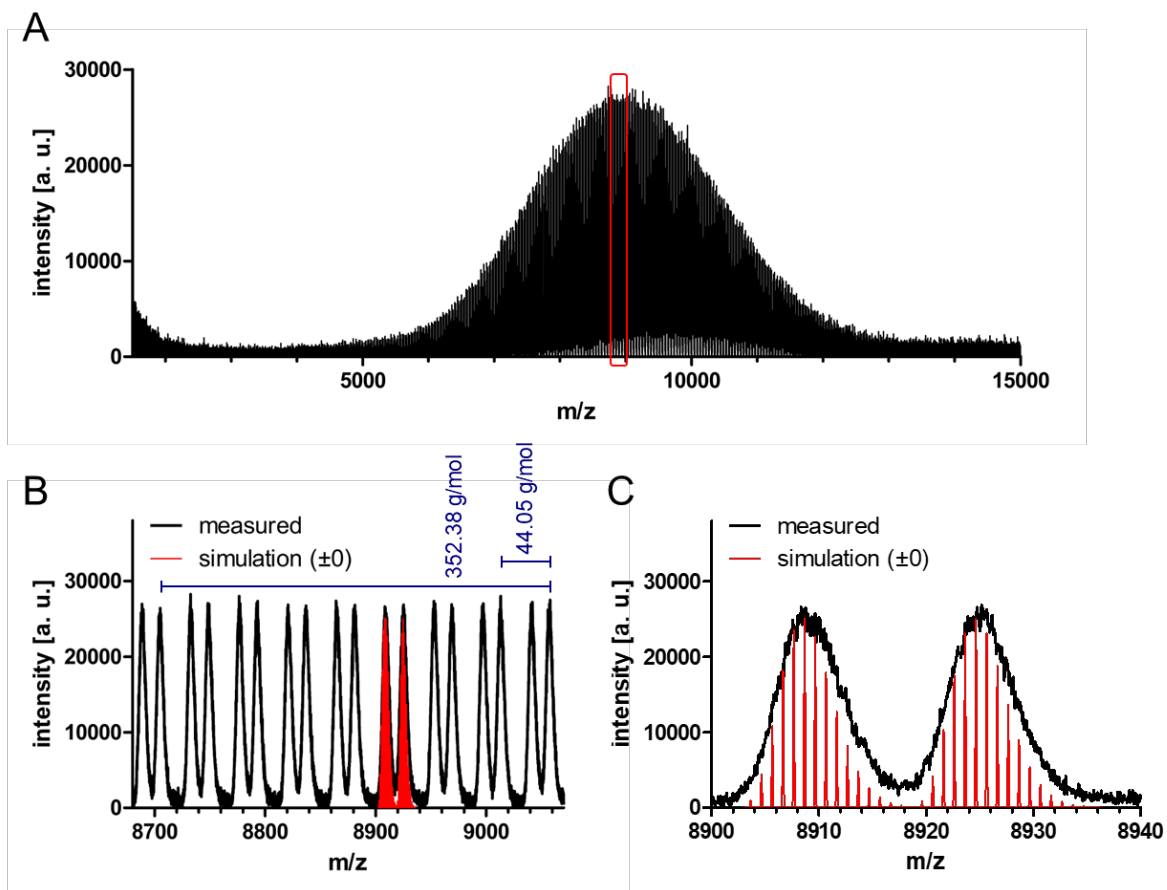 A
intensity [a. u.]
30000
20000
10000
0
5000
10000
15000
m/z
B
measured
simulation (±0)
352.38 g/mol
44.05 g/mol
intensity [a. u.]
30000
20000
10000
0
8700
8800
8900
9000
m/z
C
measured
simulation (±0)
intensity [a. u.]
30000
20000
10000
0
8900
8910
8920
8930
8940
m/z